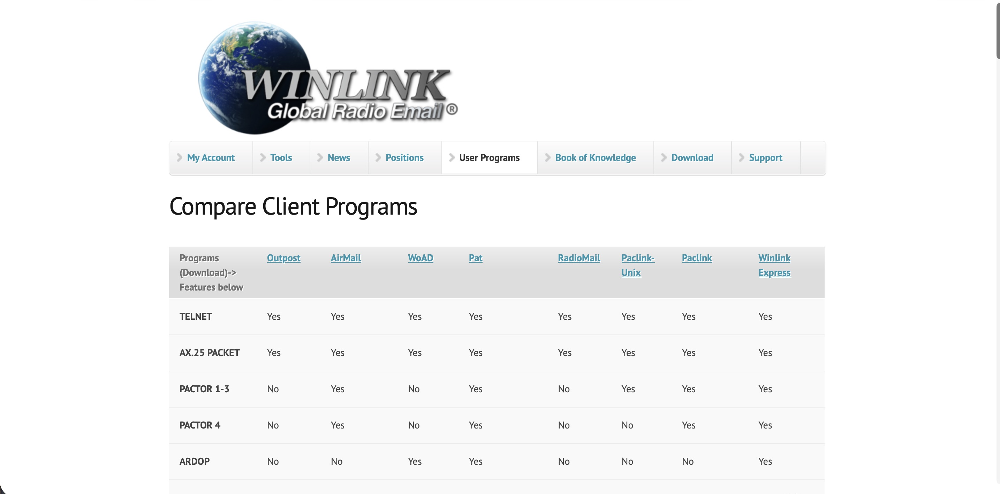 WINLINK
Global Radio Email ®
My Account Tools News Positions User Programs Book of Knowledge Download Support
Compare Client Programs
Programs Outpost AirMail WoAD Pat RadioMail Paclink- Paclink Winlink
(Download)-> Unix Express
Features below
TELNET Yes Yes Yes Yes Yes Yes Yes Yes
AX.25 PACKET Yes Yes Yes Yes Yes Yes Yes Yes
PACTOR 1-3 No Yes No Yes No Yes Yes Yes
PACTOR 4 No Yes No Yes No No Yes Yes
ARDOP No No Yes Yes No No No Yes